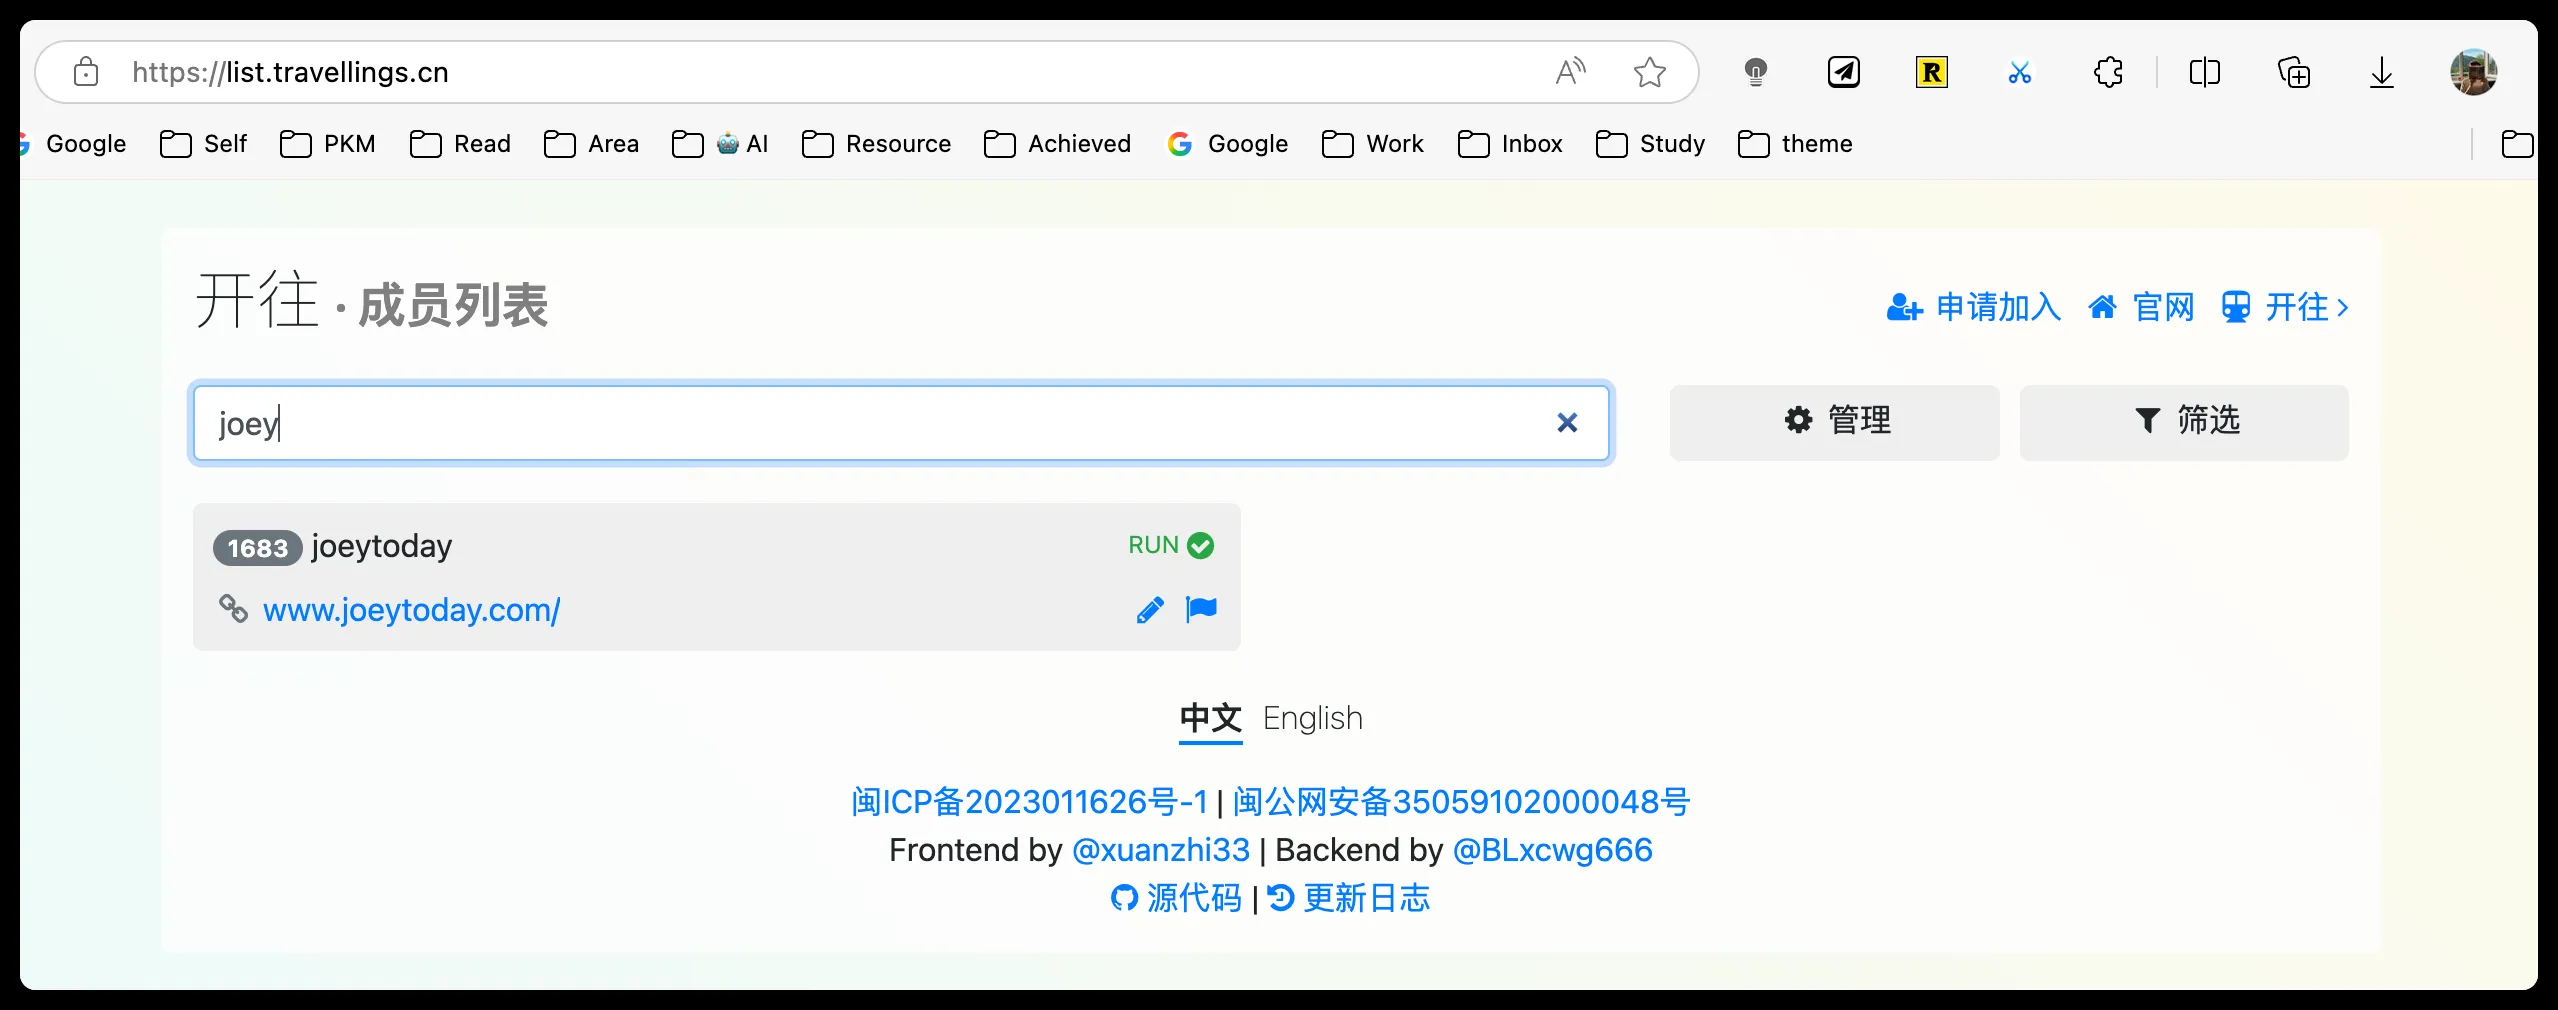 https://list.travellings.cn
Google Self PKM Read Area AI Resource Achieved Google Work Inbox Study theme
开往 · 成员列表
申请加入 官网 开往
joey
管理 筛选
1683 joeytoday RUN
www.joeytoday.com/
中文 English
闽ICP备2023011626号-1 | 闽公网安备35059102000048号
Frontend by @xuanzhi33 | Backend by @BLxcwg666
源代码 | 更新日志